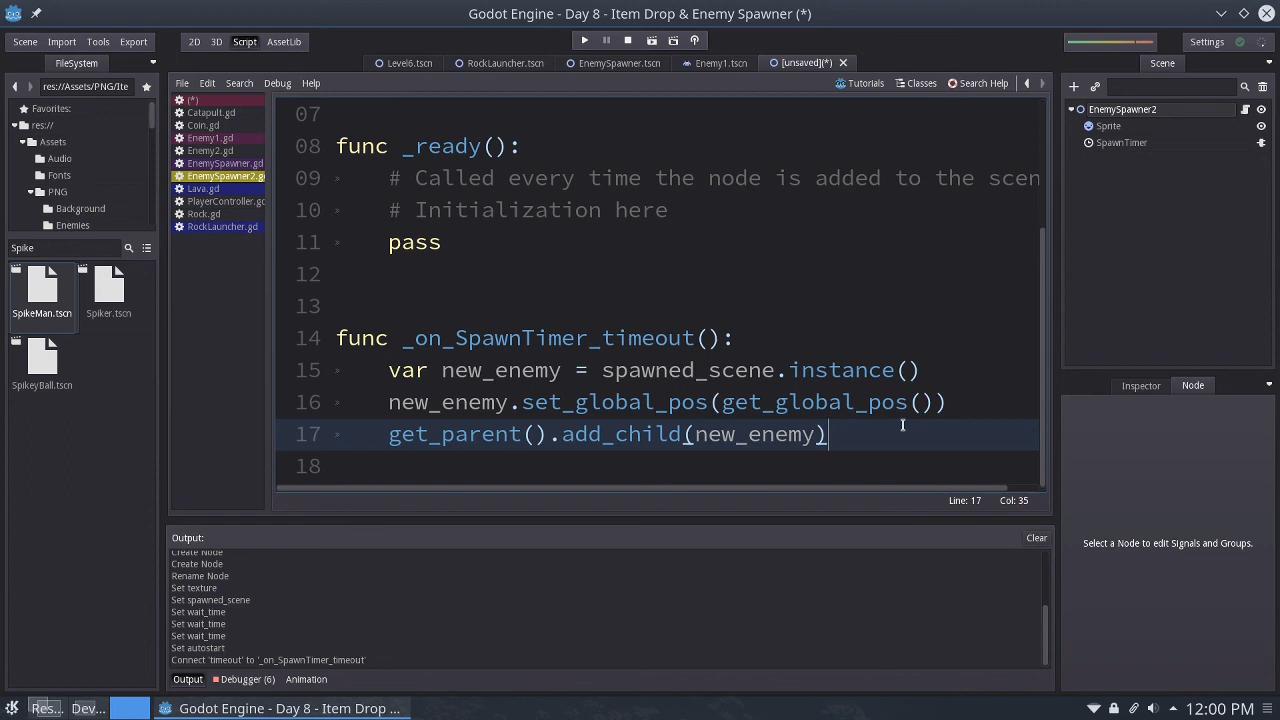 Godot Engine - Day 8 - Item Drop & Enemy Spawner (*)
Scene Import Tools Export 2D 3D Script AssetLib Settings
FileSystem Level6.tscn RockLauncher.tscn EnemySpawner.tscn Enemy1.tscn [unsaved](*) Scene
res://Assets/PNG/Ite File Edit Search Debug Help Tutorials Classes Search Help
Favorites:
res://
Assets
Audio
Fonts
PNG
Background
Enemies
Spike
SpikeMan.tscn Spiker.tscn
SpikeyBall.tscn
(*)
Catapult.gd
Coin.gd
Enemy1.gd
Enemy2.gd
EnemySpawner.gd
EnemySpawner2.g
Lava.gd
PlayerController.gd
Rock.gd
RockLauncher.gd
07
08 func _ready():
09 # Called every time the node is added to the scen
10 # Initialization here
11 pass
12
13
14 func _on_SpawnTimer_timeout():
15 var new_enemy = spawned_scene.instance()
16 new_enemy.set_global_pos(get_global_pos())
17 get_parent().add_child(new_enemy)
18
Line: 17 Col: 35
EnemySpawner2
Sprite
SpawnTimer
Inspector Node
Select a Node to edit Signals and Groups.
Output: Clear
Create Node
Create Node
Rename Node
Set texture
Set spawned_scene
Set wait_time
Set wait_time
Set wait_time
Set autostart
Connect 'timeout' to '_on_SpawnTimer_timeout'
Output Debugger (6) Animation
Res... Dev... Godot Engine - Day 8 - Item Drop ... 12:00 PM